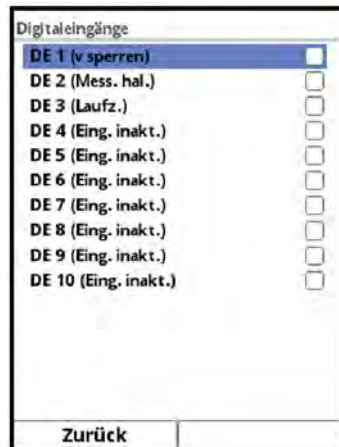 Digitaleingänge
DE 1 (v sperren)
DE 2 (Mess. hal.)
DE 3 (Laufz.)
DE 4 (Eing. inakt.)
DE 5 (Eing. inakt.)
DE 6 (Eing. inakt.)
DE 7 (Eing. inakt.)
DE 8 (Eing. inakt.)
DE 9 (Eing. inakt.)
DE 10 (Eing. inakt.)
Zurück